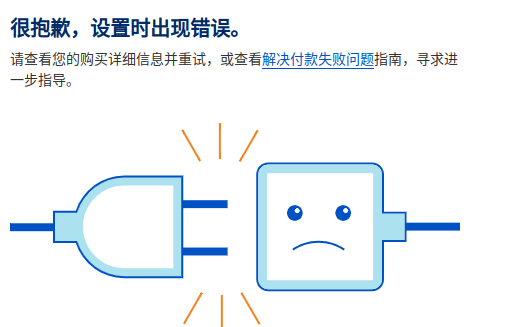 很抱歉，设置时出现错误。
请查看您的购买详细信息并重试，或查看解决付款失败问题指南，寻求进
一步指导。